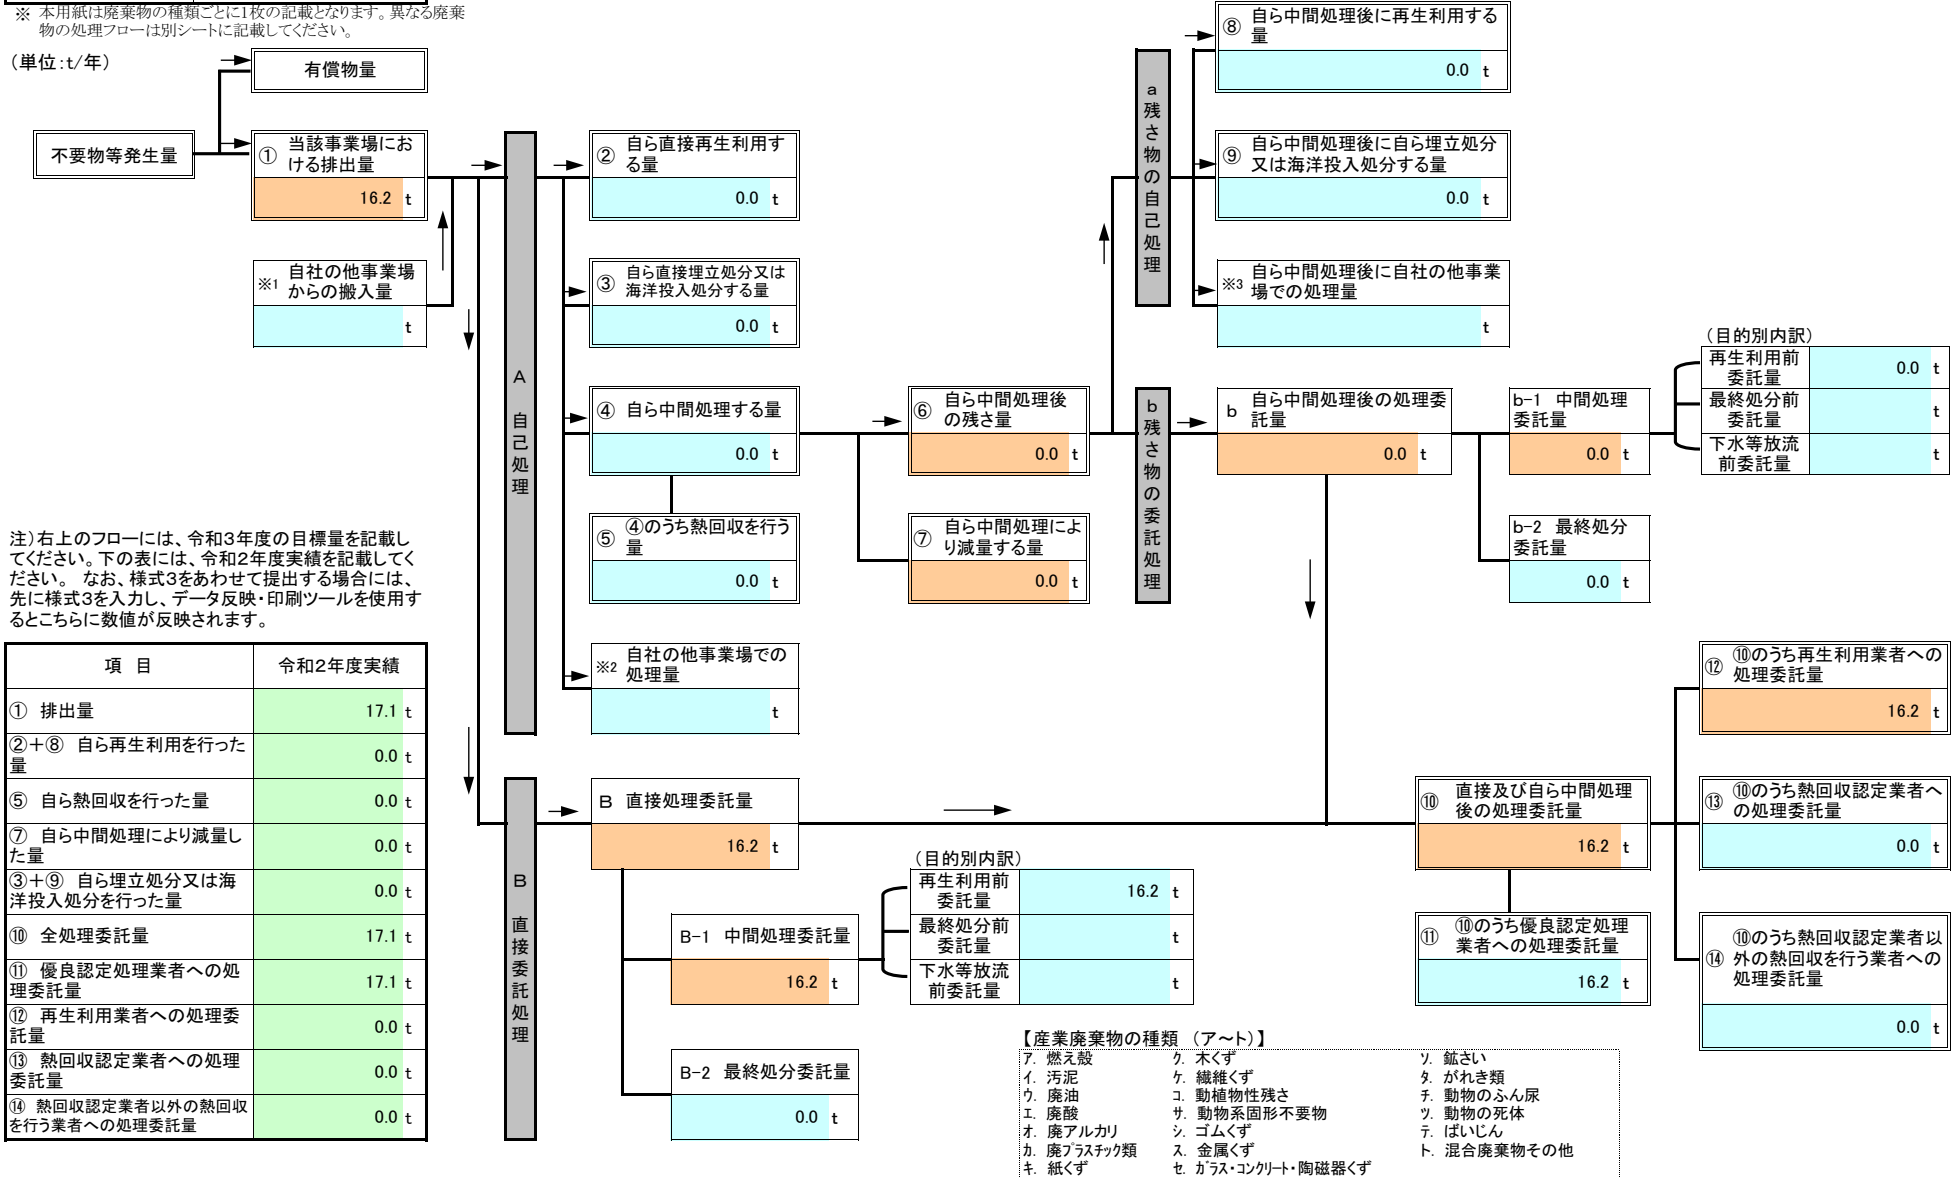 ※ 本用紙は廃棄物の種類ごとに1枚の記載となります。異なる廃棄
物の処理フローは別シートに記載してください。
（単位：t/年）
有償物量
不要物等発生量
① 当該事業場にお
ける排出量
16.2 t
※1 自社の他事業場
からの搬入量
t
A 自己処理
② 自ら直接再生利用す
る量
0.0 t
③ 自ら直接埋立処分又は
海洋投入処分する量
0.0 t
④ 自ら中間処理する量
0.0 t
⑤ ④のうち熱回収を行う
量
0.0 t
※2 自社の他事業場での
処理量
t
⑥ 自ら中間処理後
の残さ量
0.0 t
⑦ 自ら中間処理によ
り減量する量
0.0 t
a 残さ物の自己処理
⑧ 自ら中間処理後に再生利用する
量
0.0 t
⑨ 自ら中間処理後に自ら埋立処分
又は海洋投入処分する量
0.0 t
※3 自ら中間処理後に自社の他事業
場での処理量
t
b 残さ物の委託処理
b 自ら中間処理後の処理委
託量
0.0 t
b-1 中間処理
委託量
0.0 t
b-2 最終処分
委託量
0.0 t
（目的別内訳）
再生利用前
委託量
0.0 t
最終処分前
委託量
t
下水等放流
前委託量
t
注）右上のフローには、令和3年度の目標量を記載し
てください。下の表には、令和2年度実績を記載してく
ださい。 なお、様式3をあわせて提出する場合には、
先に様式3を入力し、データ反映・印刷ツールを使用す
るとこちらに数値が反映されます。
項 目 令和2年度実績
① 排出量 17.1 t
②＋⑧ 自ら再生利用を行った
量 0.0 t
⑤ 自ら熱回収を行った量 0.0 t
⑦ 自ら中間処理により減量し
た量 0.0 t
③＋⑨ 自ら埋立処分又は海
洋投入処分を行った量 0.0 t
⑩ 全処理委託量 17.1 t
⑪ 優良認定処理業者への処
理委託量 17.1 t
⑫ 再生利用業者への処理委
託量 0.0 t
⑬ 熱回収認定業者への処理
委託量 0.0 t
⑭ 熱回収認定業者以外の熱回収
を行う業者への処理委託量 0.0 t
B 直接委託処理
B 直接処理委託量
16.2 t
B-1 中間処理委託量
16.2 t
B-2 最終処分委託量
0.0 t
（目的別内訳）
再生利用前
委託量
16.2 t
最終処分前
委託量
t
下水等放流
前委託量
t
⑩ 直接及び自ら中間処理
後の処理委託量
16.2 t
⑪ ⑩のうち優良認定処理
業者への処理委託量
16.2 t
⑫ ⑩のうち再生利用業者への
処理委託量
16.2 t
⑬ ⑩のうち熱回収認定業者へ
の処理委託量
0.0 t
⑭ ⑩のうち熱回収認定業者以
外の熱回収を行う業者への
処理委託量
0.0 t
【産業廃棄物の種類 （ア～ト）】
ｱ. 燃え殻 ｸ. 木くず ｿ. 鉱さい
ｲ. 汚泥 ｹ. 繊維くず ﾀ. がれき類
ｳ. 廃油 ｺ. 動植物性残さ ﾁ. 動物のふん尿
ｴ. 廃酸 ｻ. 動物系固形不要物 ﾂ. 動物の死体
ｵ. 廃アルカリ ｼ. ゴムくず ﾃ. ばいじん
ｶ. 廃ﾌﾟﾗｽﾁｯｸ類 ｽ. 金属くず ﾄ. 混合廃棄物その他
ｷ. 紙くず ｾ. ｶﾞﾗｽ・ｺﾝｸﾘｰﾄ・陶磁器くず